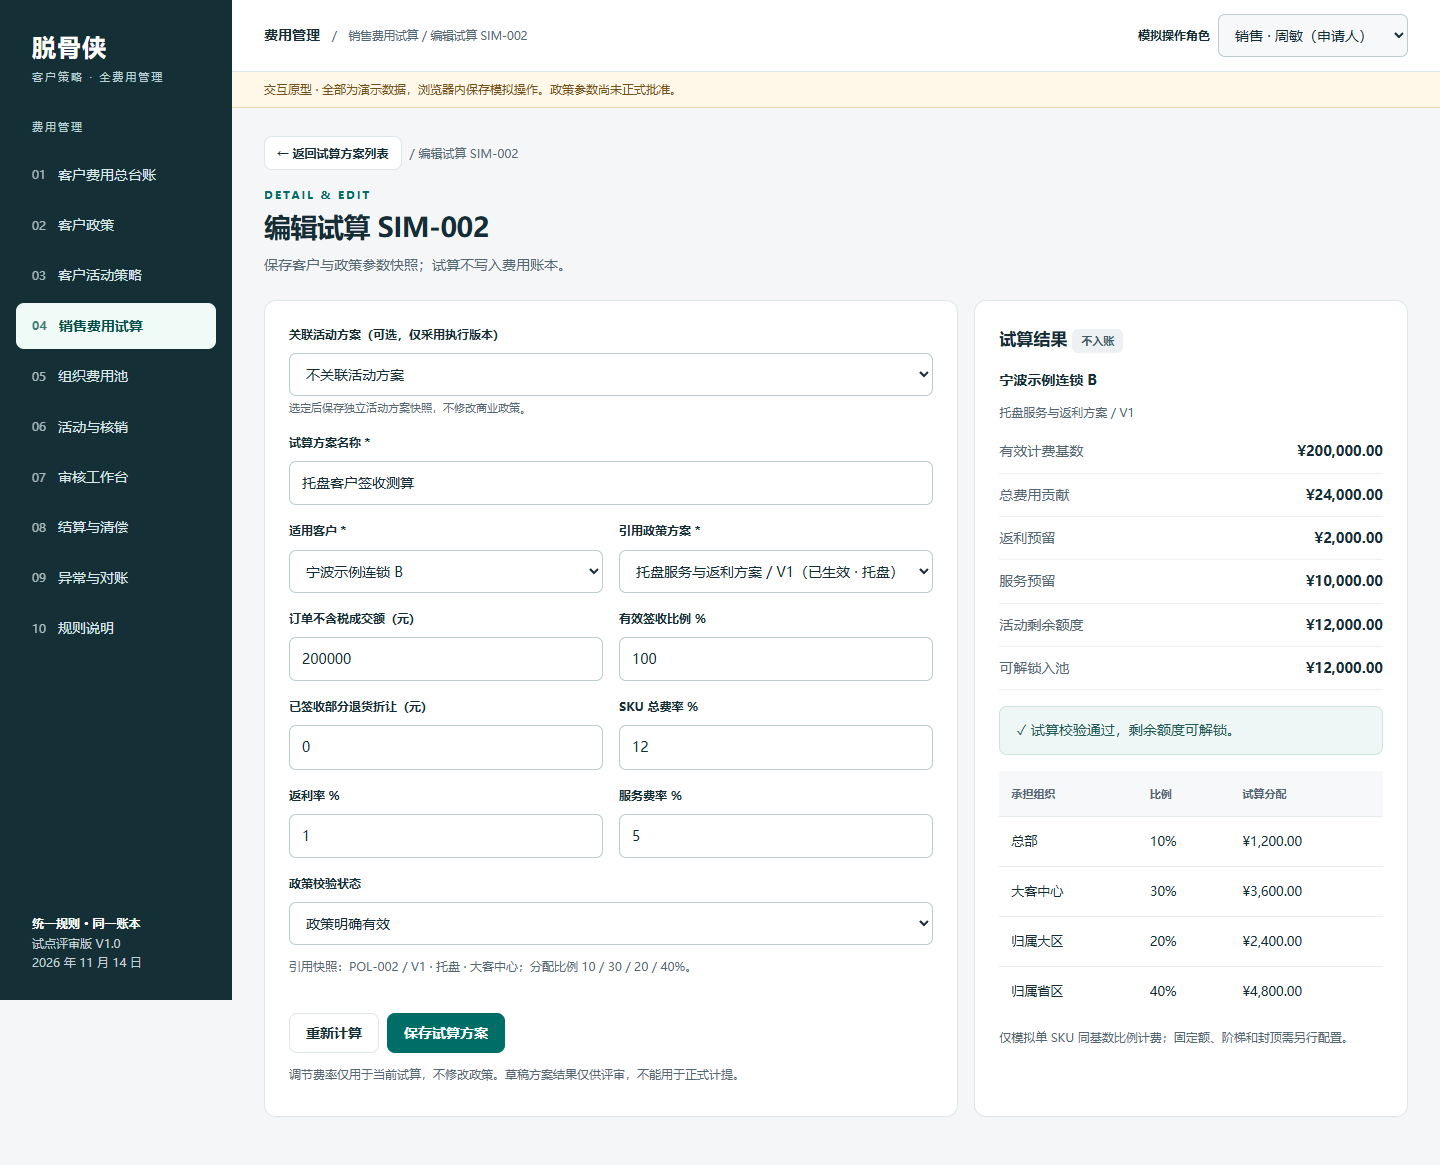 脱骨侠
客户策略 · 全费用管理
费用管理
01 客户费用总台账
02 客户政策
03 客户活动策略
04 销售费用试算
05 组织费用池
06 活动与核销
07 审核工作台
08 结算与清偿
09 异常与对账
10 规则说明
统一规则 • 同一账本
试点评审版 V1.0
2026 年 11 月 14 日
费用管理 / 销售费用试算 / 编辑试算 SIM-002
模拟操作角色 销售 · 周敏（申请人）
交互原型 · 全部为演示数据，浏览器内保存模拟操作。政策参数尚未正式批准。
← 返回试算方案列表 / 编辑试算 SIM-002
DETAIL & EDIT
编辑试算 SIM-002
保存客户与政策参数快照；试算不写入费用账本。
关联活动方案（可选，仅采用执行版本）
不关联活动方案
选定后保存独立活动方案快照，不修改商业政策。
试算方案名称 *
托盘客户签收测算
适用客户 * 引用政策方案 *
宁波示例连锁 B 托盘服务与返利方案 / V1（已生效 · 托盘）
订单不含税成交额（元） 有效签收比例 %
200000 100
已签收部分退货折让（元） SKU 总费率 %
0 12
返利率 % 服务费率 %
1 5
政策校验状态
政策明确有效
引用快照：POL-002 / V1 · 托盘 · 大客中心；分配比例 10 / 30 / 20 / 40%。
重新计算 保存试算方案
调节费率仅用于当前试算，不修改政策。草稿方案结果仅供评审，不能用于正式计提。
试算结果 不入账
宁波示例连锁 B
托盘服务与返利方案 / V1
有效计费基数 ¥200,000.00
总费用贡献 ¥24,000.00
返利预留 ¥2,000.00
服务预留 ¥10,000.00
活动剩余额度 ¥12,000.00
可解锁入池 ¥12,000.00
✓ 试算校验通过，剩余额度可解锁。
承担组织 比例 试算分配
总部 10% ¥1,200.00
大客中心 30% ¥3,600.00
归属大区 20% ¥2,400.00
归属省区 40% ¥4,800.00
仅模拟单 SKU 同基数比例计费；固定额、阶梯和封顶需另行配置。